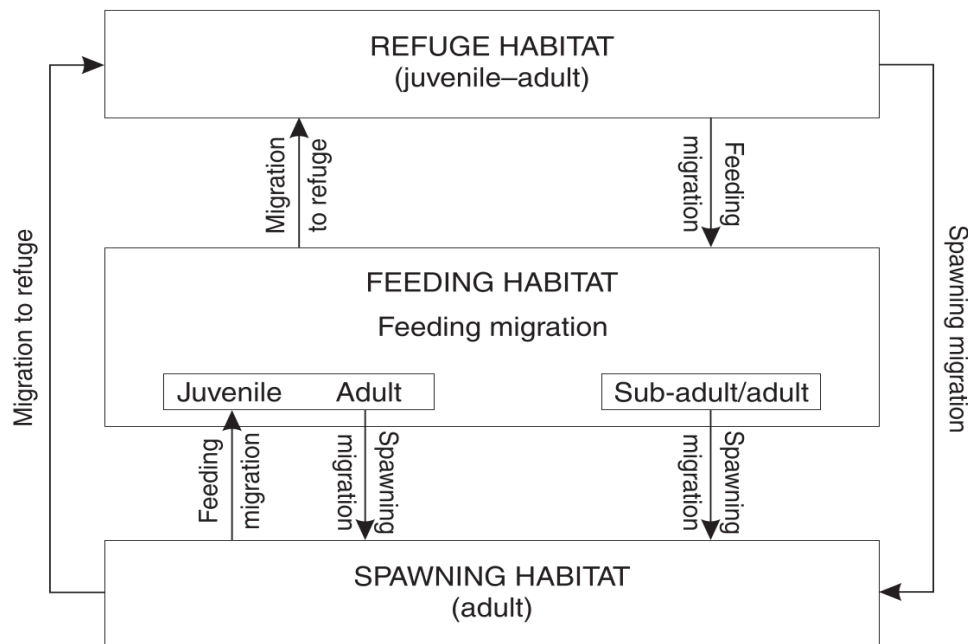 REFUGE HABITAT
(juvenile–adult)
Migration
to refuge
Feeding
migration
Migration to refuge
Spawning migration
FEEDING HABITAT
Feeding migration
Juvenile Adult
Sub-adult/adult
Feeding
migration
Spawning
migration
Spawning
migration
SPAWNING HABITAT
(adult)